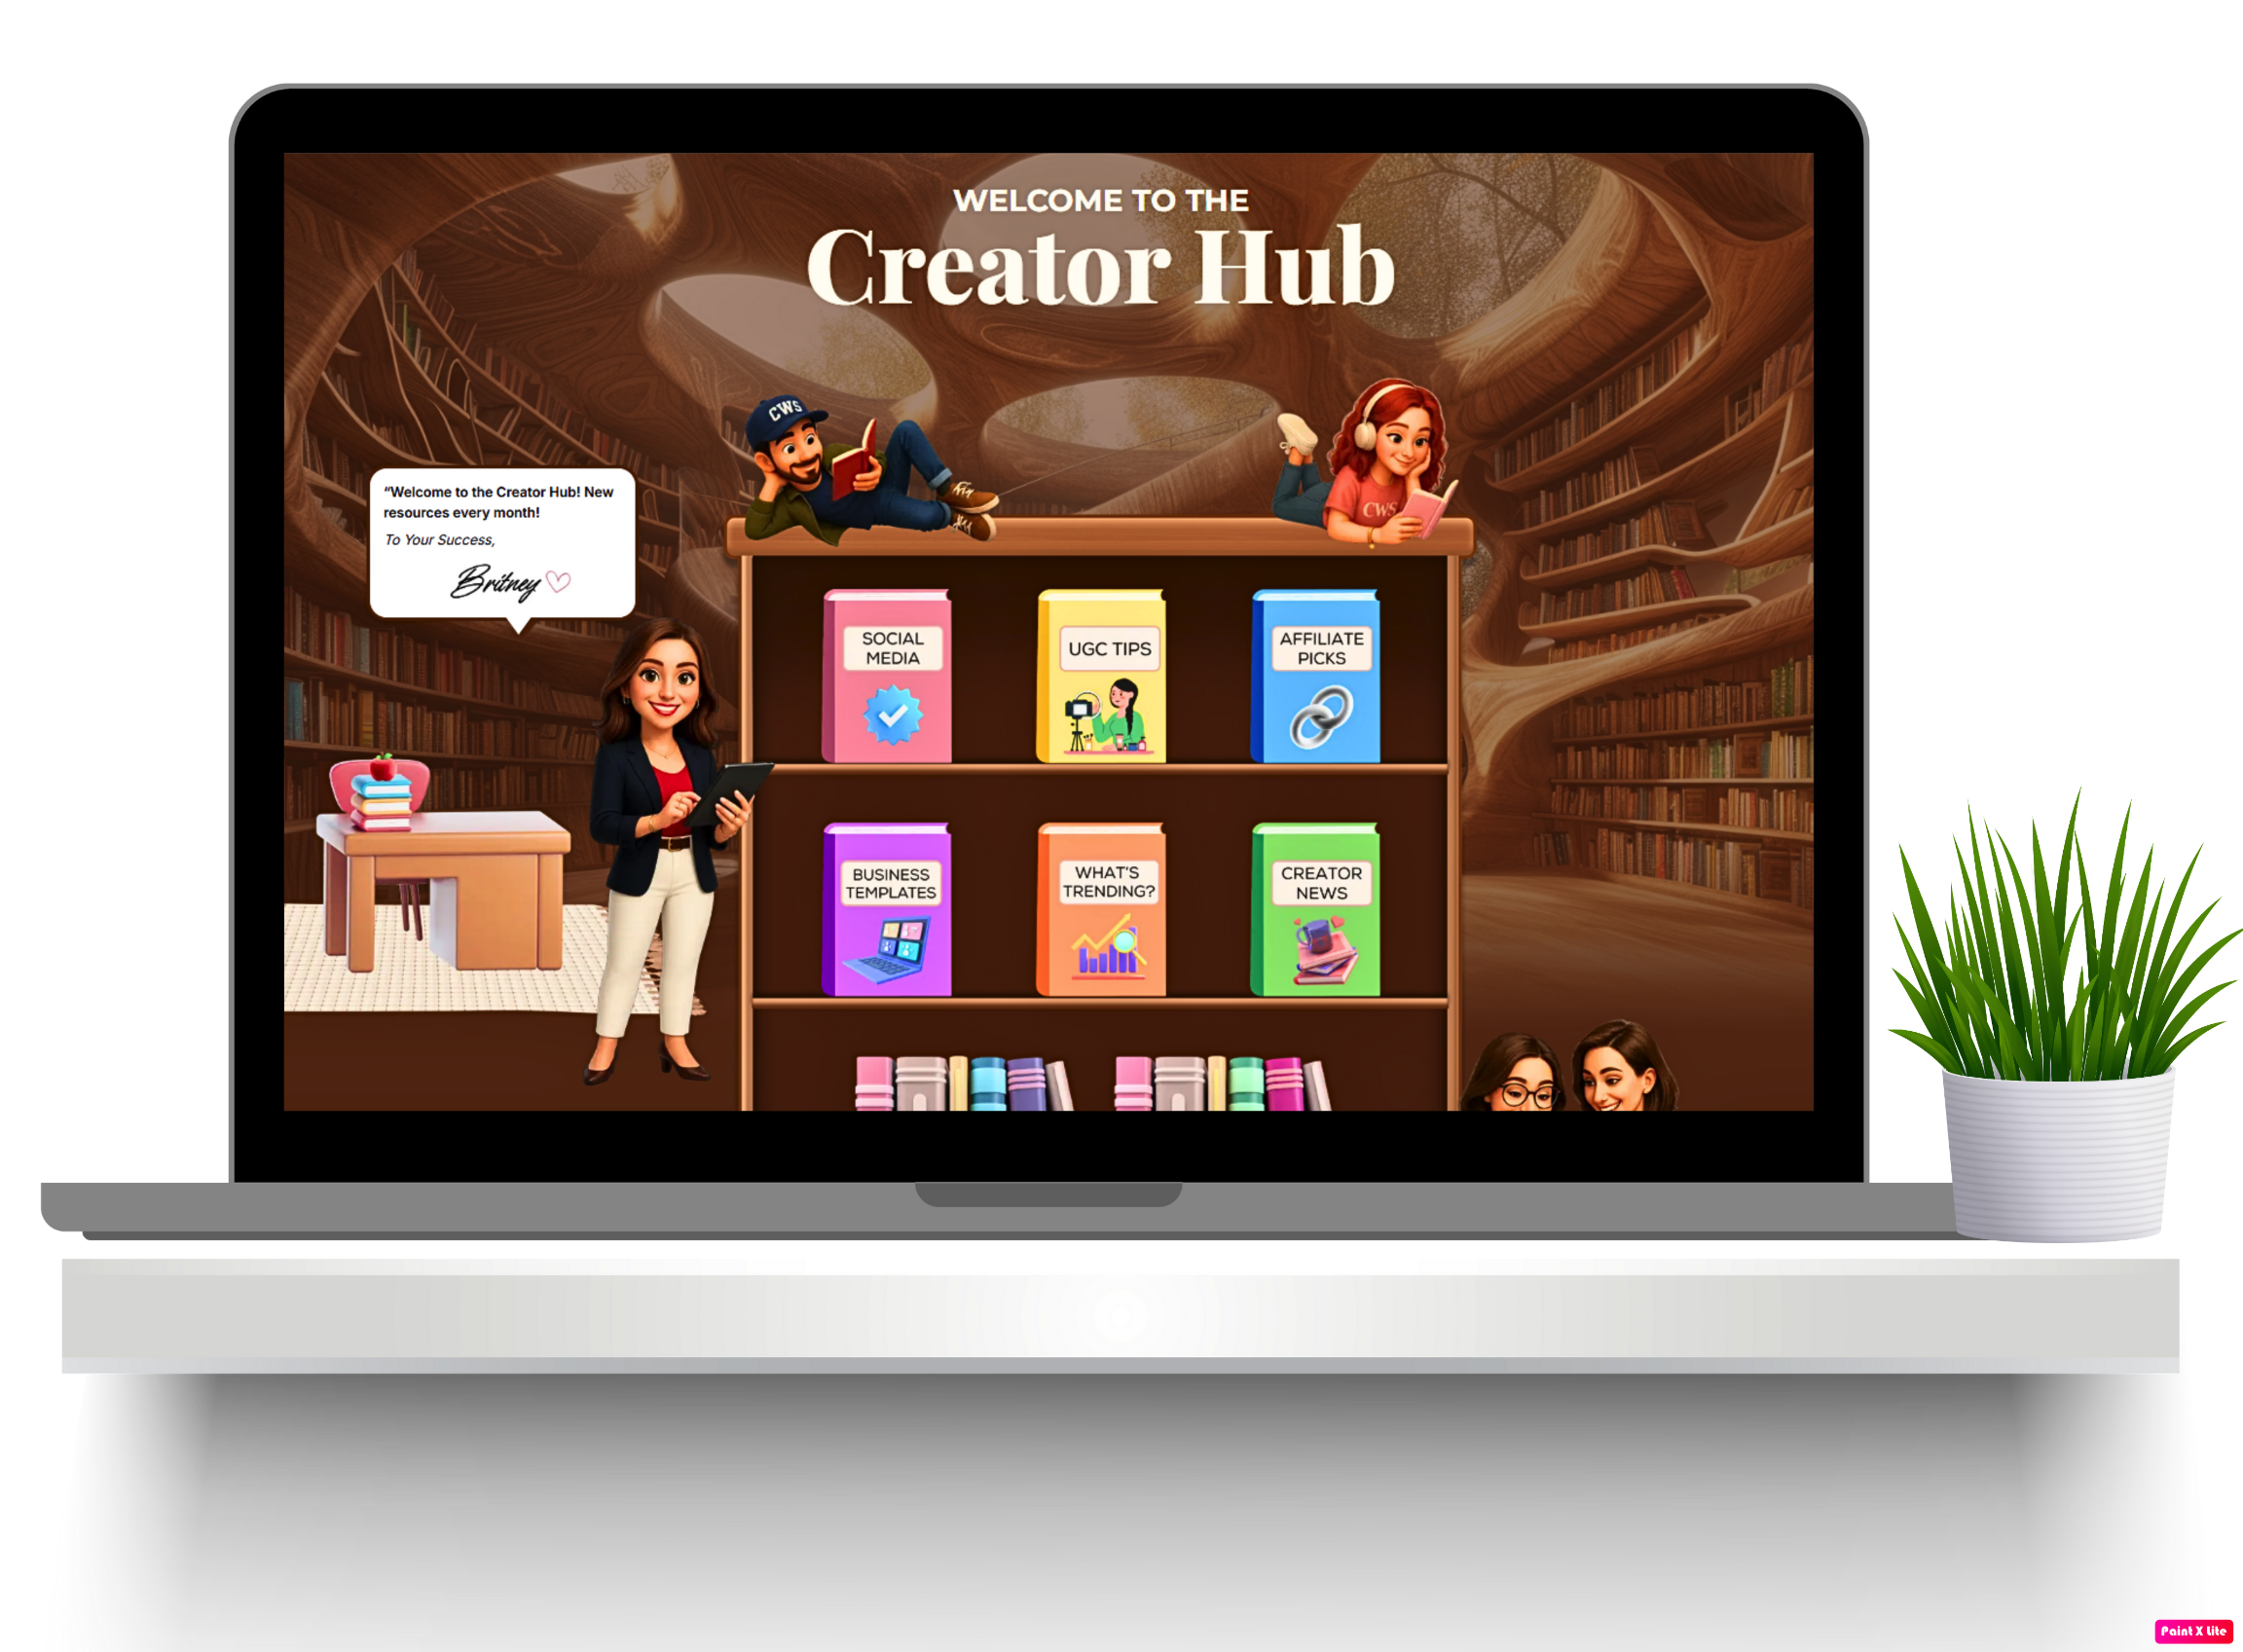 WELCOME TO THE
Creator Hub
CWS
CWS
“Welcome to the Creator Hub! New
resources every month!
To Your Success,
Britney
SOCIAL
MEDIA
UGC TIPS
AFFILIATE
PICKS
BUSINESS
TEMPLATES
WHAT'S
TRENDING?
CREATOR
NEWS
Paint X lite